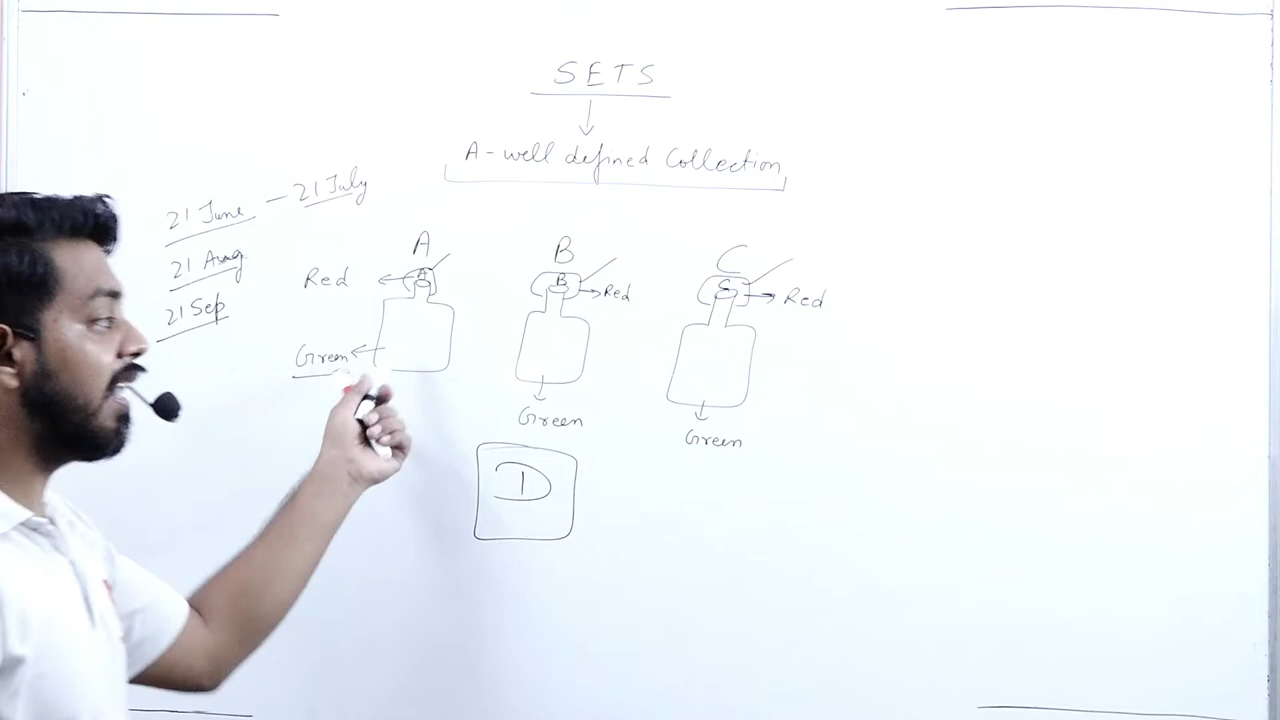 SETS
A - well defined Collection
21 June - 21 July
21 Aug
21 Sep
A
B
C
Red
A
B
Red
C
Red
Green
Green
Green
D